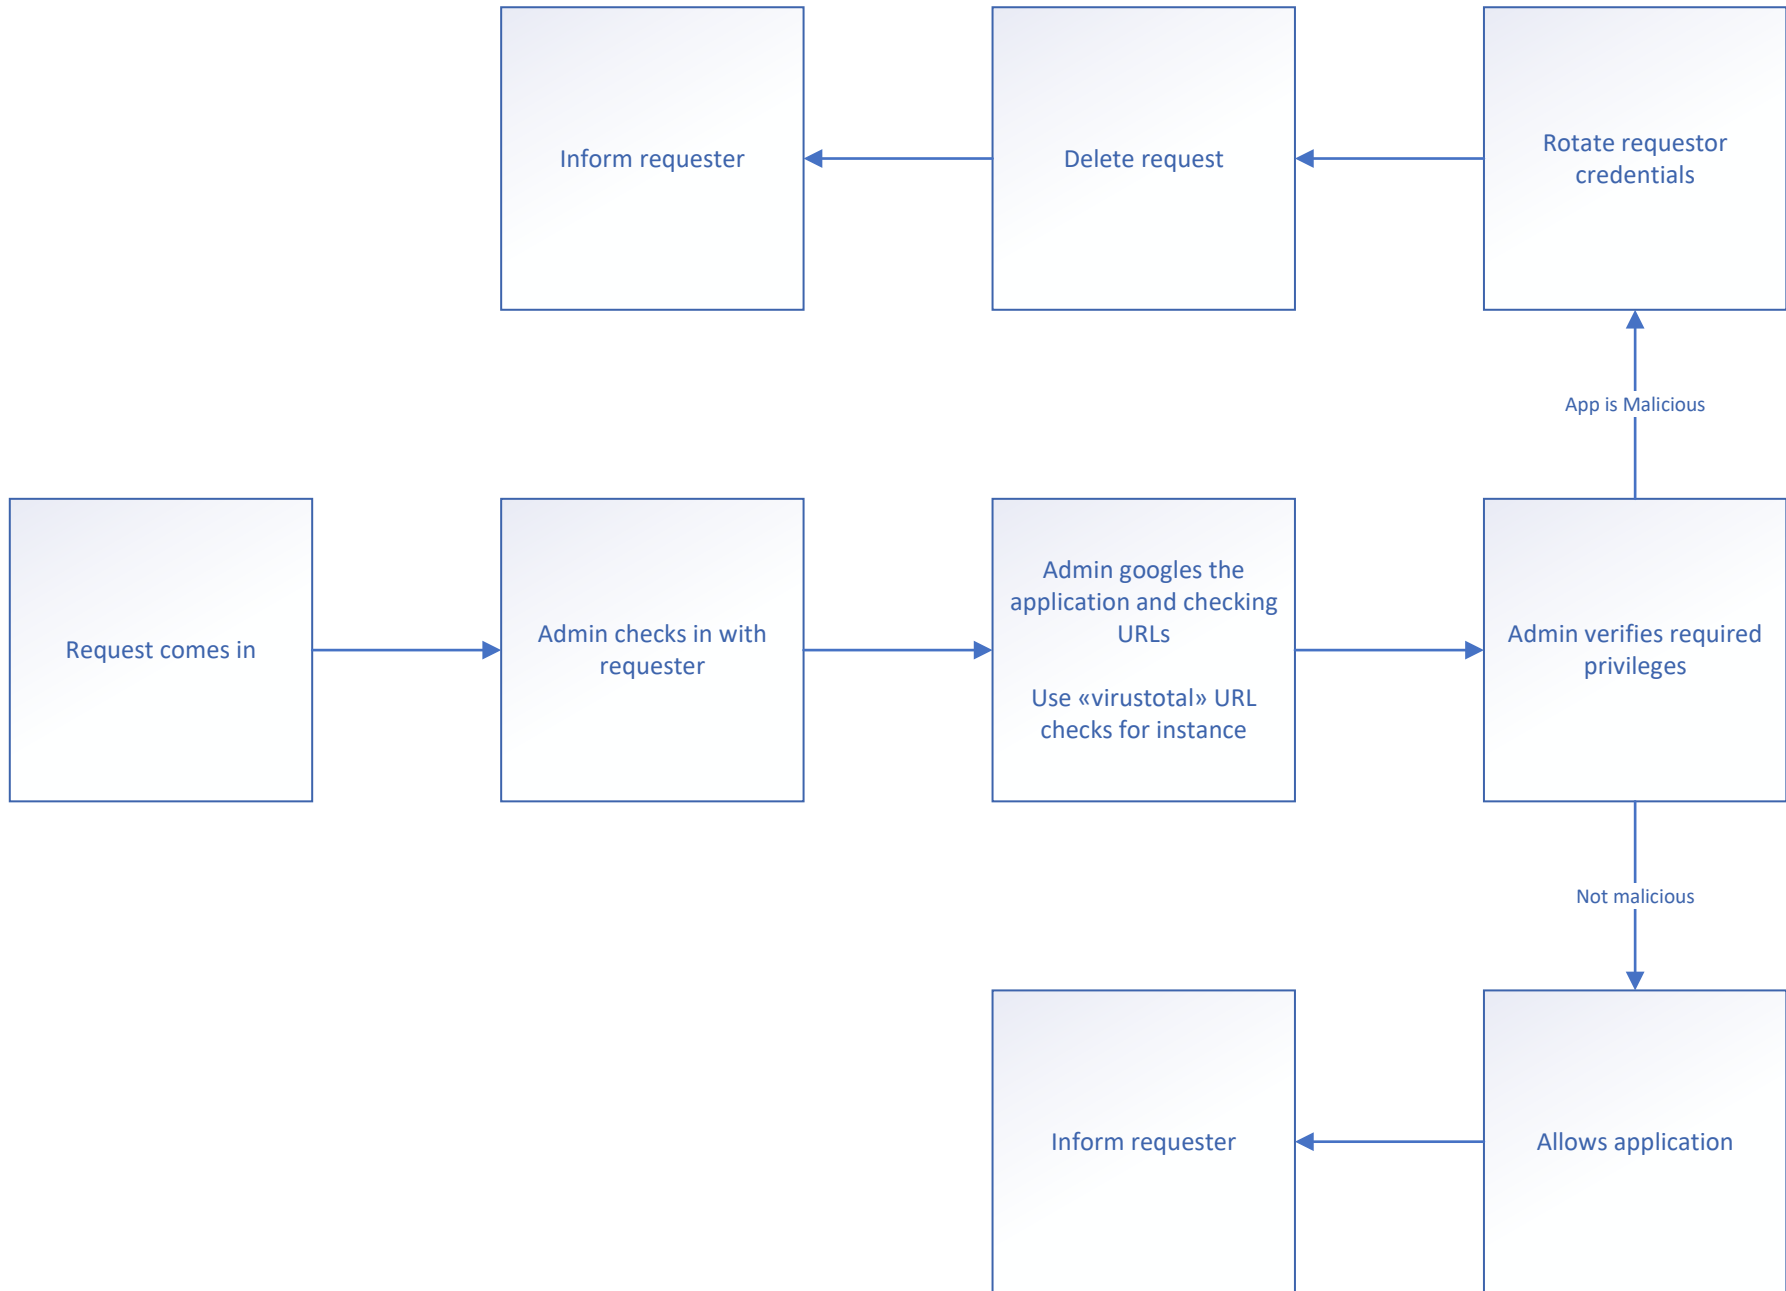 Inform requester
Delete request
Rotate requestor
credentials
App is Malicious
Request comes in
Admin checks in with
requester
Admin googles the
application and checking
URLs
Use «virustotal» URL
checks for instance
Admin verifies required
privileges
Not malicious
Inform requester
Allows application